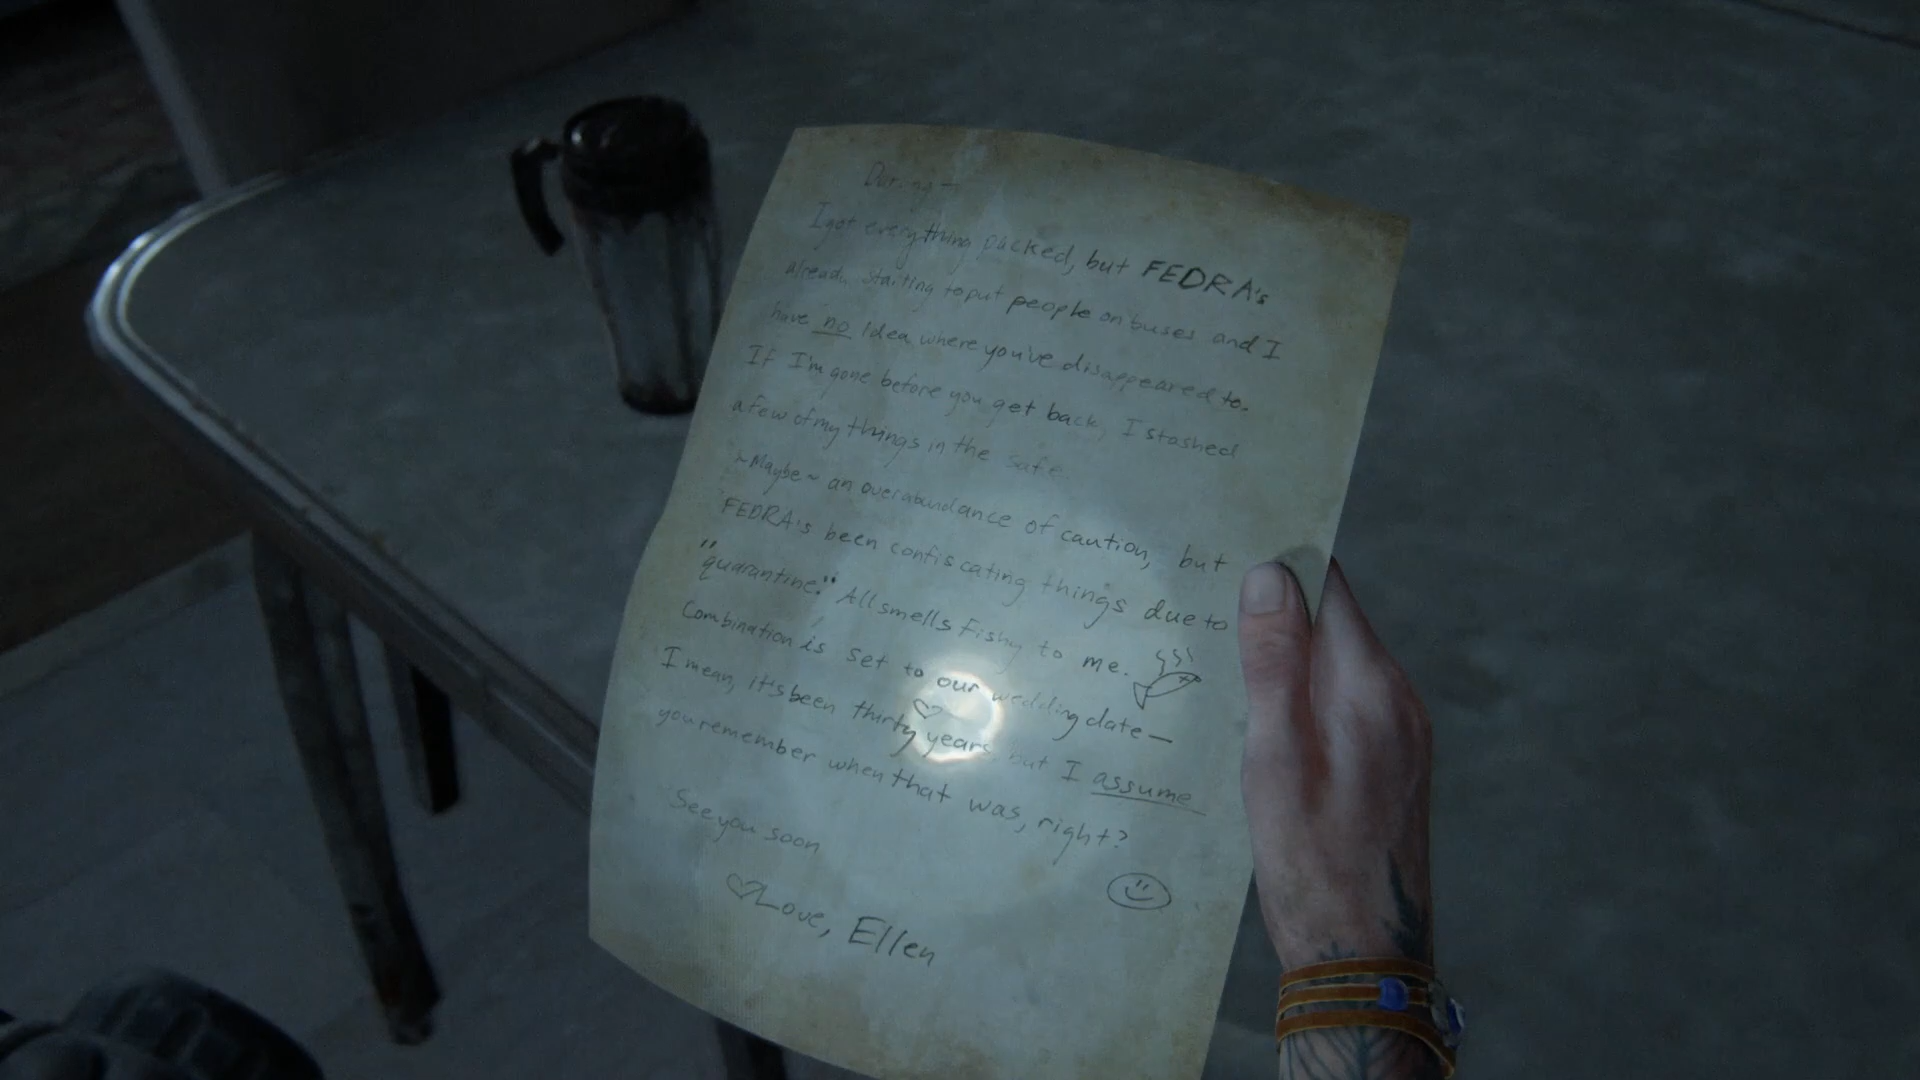 Darling—
I got everything packed, but FEDRA's
already starting to put people on buses and I
have no idea where you've disappeared to.
If I'm gone before you get back, I stashed
a few of my things in the safe.
~Maybe~ an overabundance of caution, but
FEDRA's been confiscating things due to
"quarantine." All smells fishy to me.
Combination is set to our wedding date—
I mean, it's been thirty years, but I assume
you remember when that was, right?
See you soon
Love, Ellen